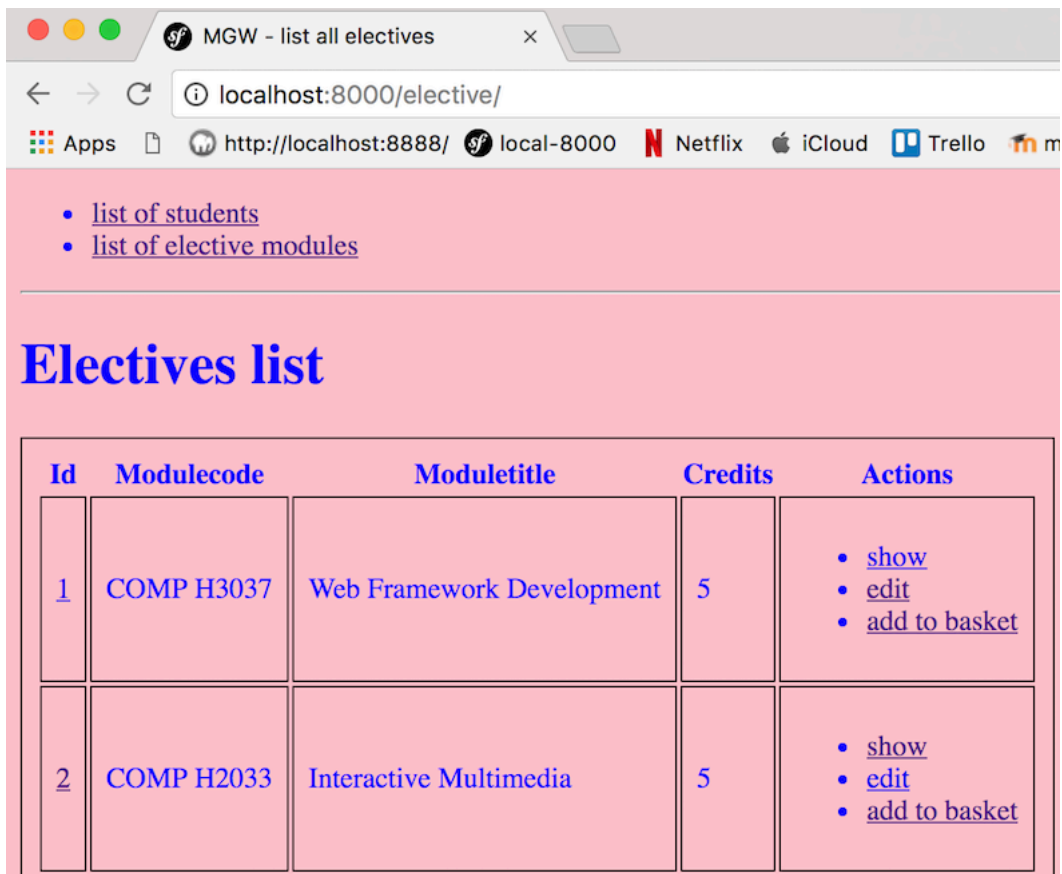 MGW - list all electives
localhost:8000/elective/
Apps http://localhost:8888/ local-8000 Netflix iCloud Trello m
list of students
list of elective modules
Electives list
Id Modulecode Moduletitle Credits Actions
1 COMP H3037 Web Framework Development 5
show
edit
add to basket
2 COMP H2033 Interactive Multimedia 5
show
edit
add to basket